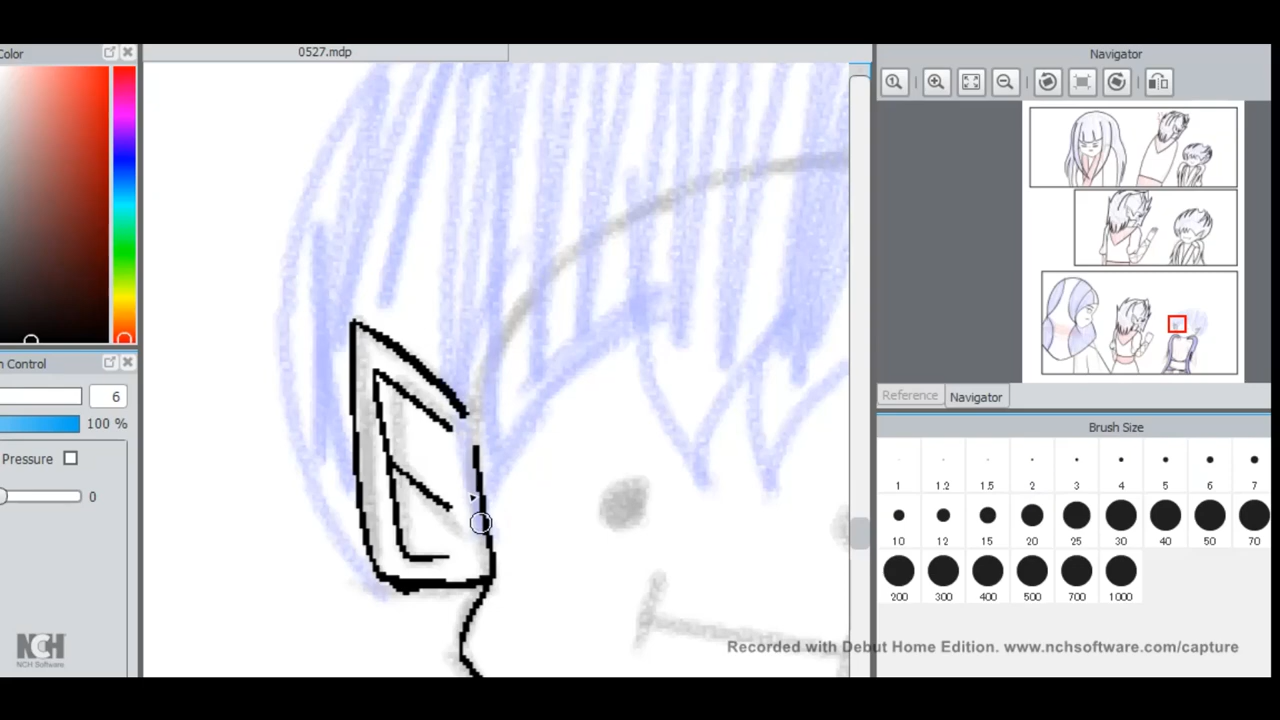 Color
0527.mdp
Navigator
n Control
6
100 %
Pressure
0
Reference
Navigator
Brush Size
1
1.2
1.5
2
3
4
5
6
7
10
12
15
20
25
30
40
50
70
200
300
400
500
700
1000
NCH
NCH Software
Recorded with Debut Home Edition. www.nchsoftware.com/capture